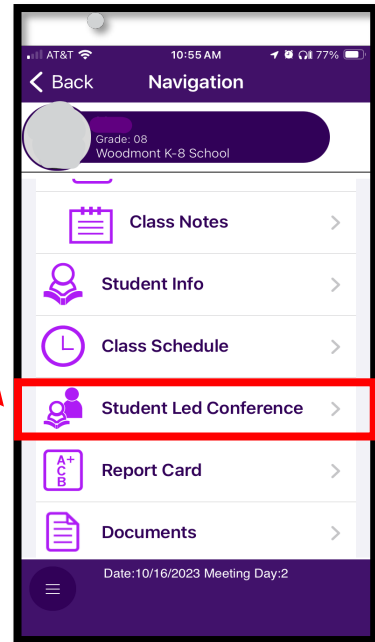 AT&T 10:55 AM 77%
Back Navigation
Grade: 08
Woodmont K-8 School
Class Notes
Student Info
Class Schedule
Student Led Conference
A+
C
B
Report Card
Documents
Date:10/16/2023 Meeting Day:2